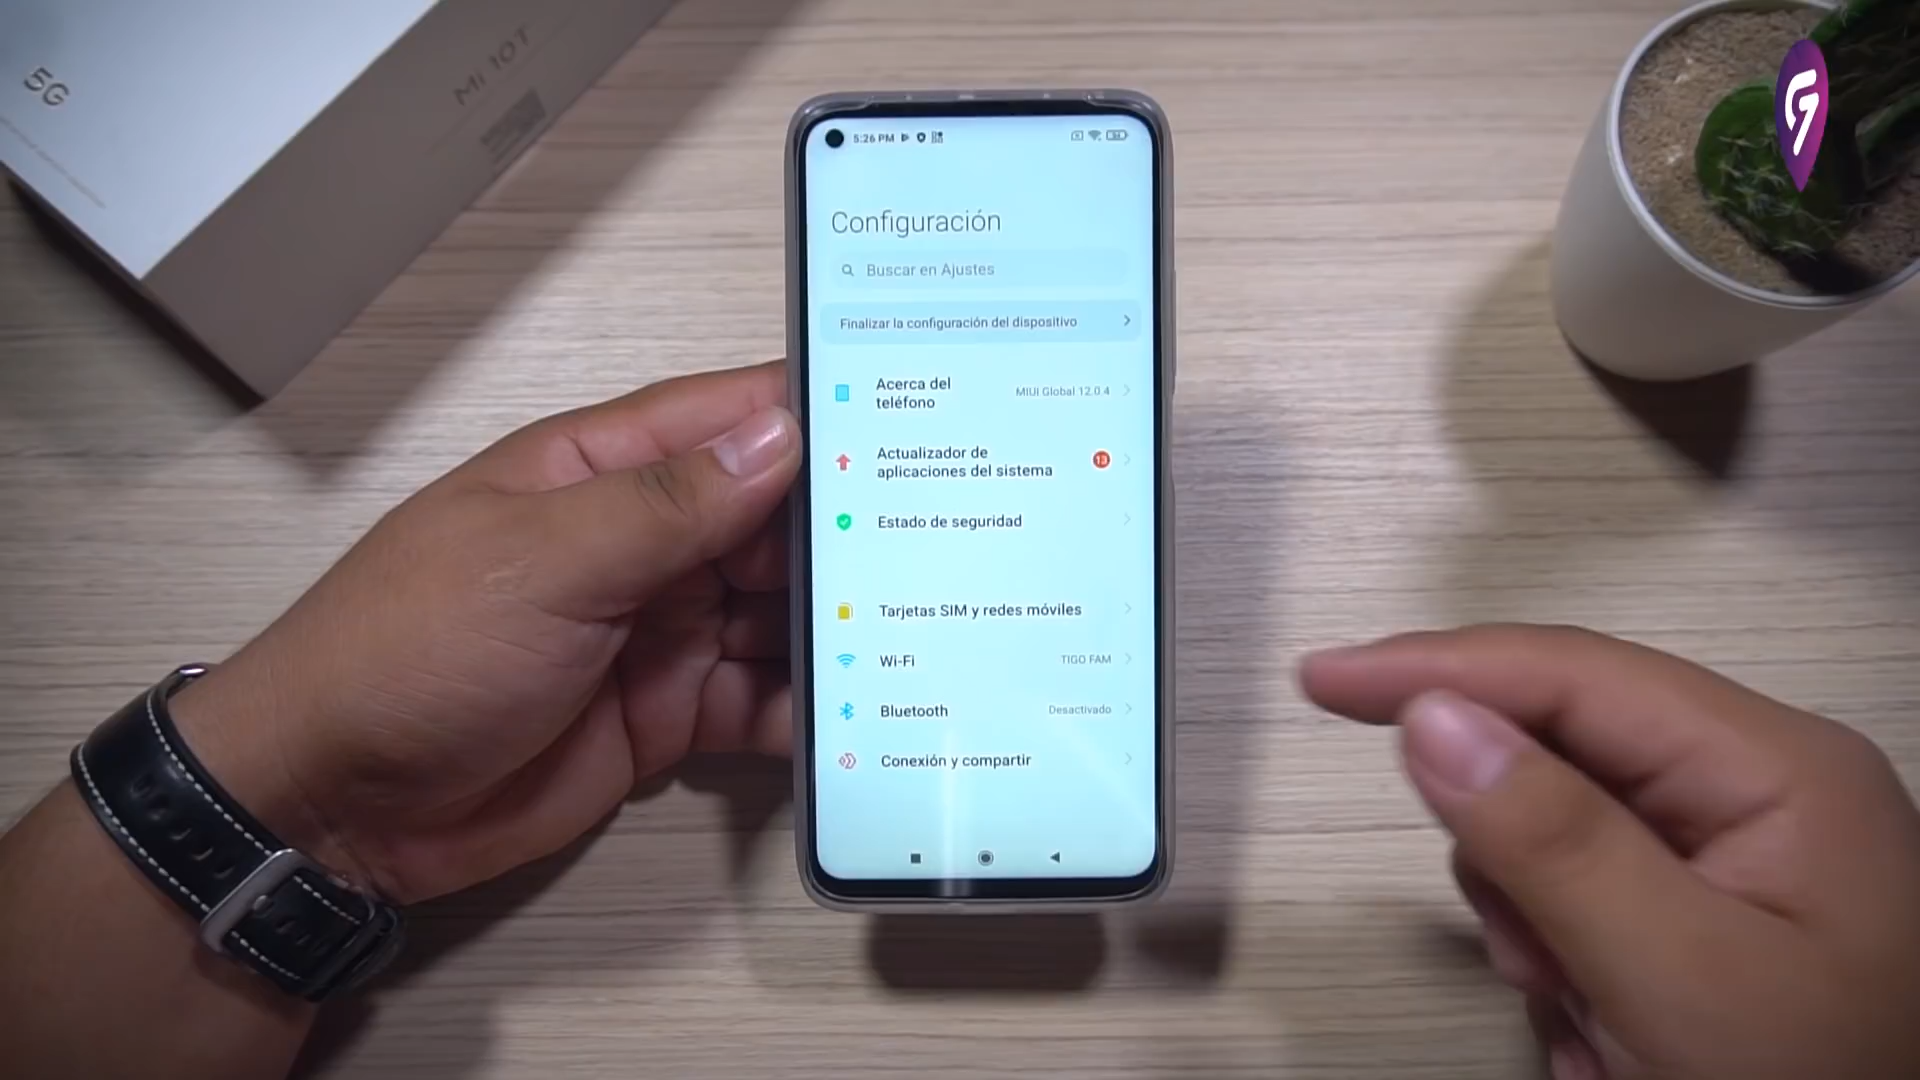 5G
Mi 10T
5:26 PM
Configuración
Buscar en Ajustes
Finalizar la configuración del dispositivo
Acerca del
teléfono
MIUI Global 12.0.4
Actualizador de
aplicaciones del sistema
13
Estado de seguridad
Tarjetas SIM y redes móviles
Wi-Fi
TIGO FAM
Bluetooth
Desactivado
Conexión y compartir